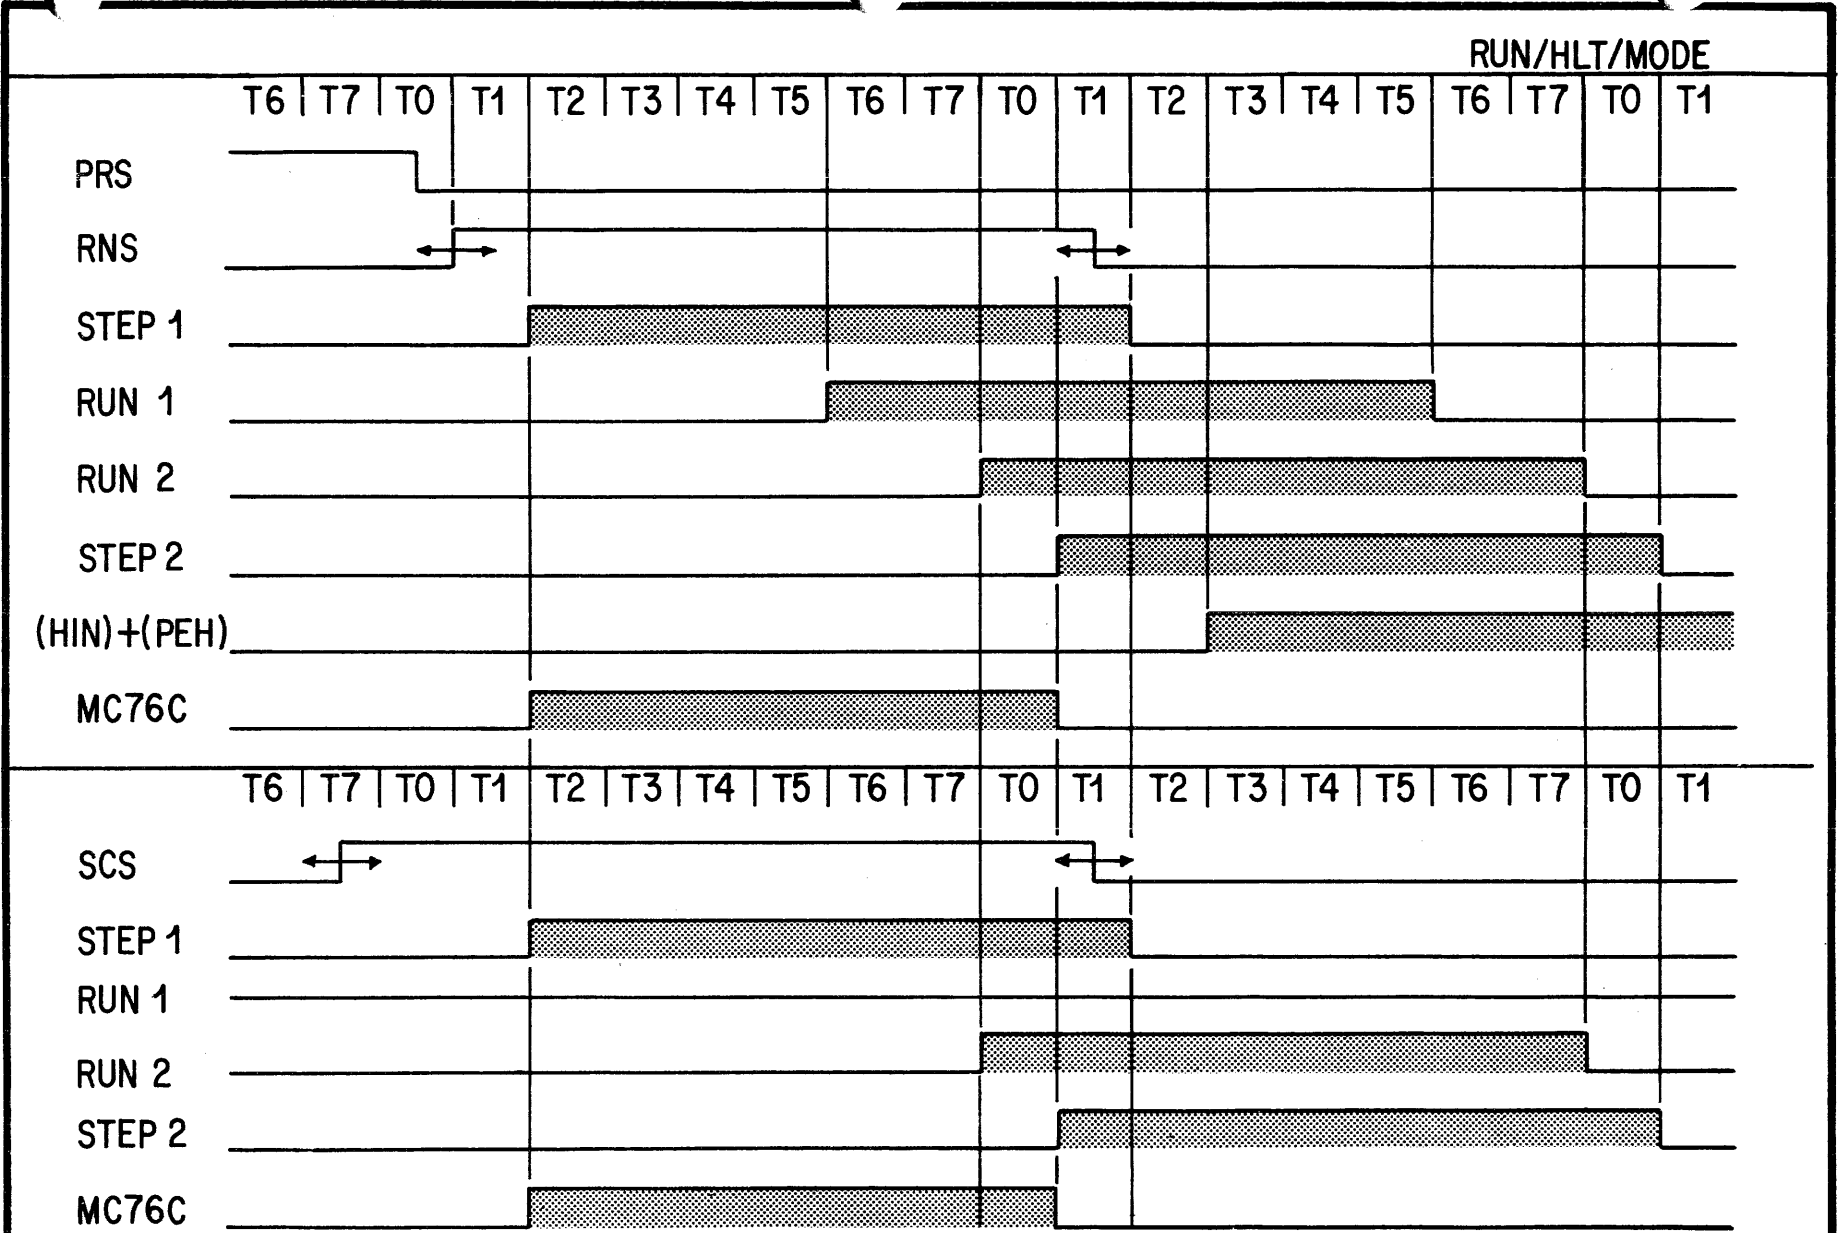 RUN/HLT/MODE
T6 T7 T0 T1 T2 T3 T4 T5 T6 T7 T0 T1 T2 T3 T4 T5 T6 T7 T0 T1
PRS
RNS
STEP 1
RUN 1
RUN 2
STEP 2
(HIN)+(PEH)
MC76C
T6 T7 T0 T1 T2 T3 T4 T5 T6 T7 T0 T1 T2 T3 T4 T5 T6 T7 T0 T1
SCS
STEP 1
RUN 1
RUN 2
STEP 2
MC76C